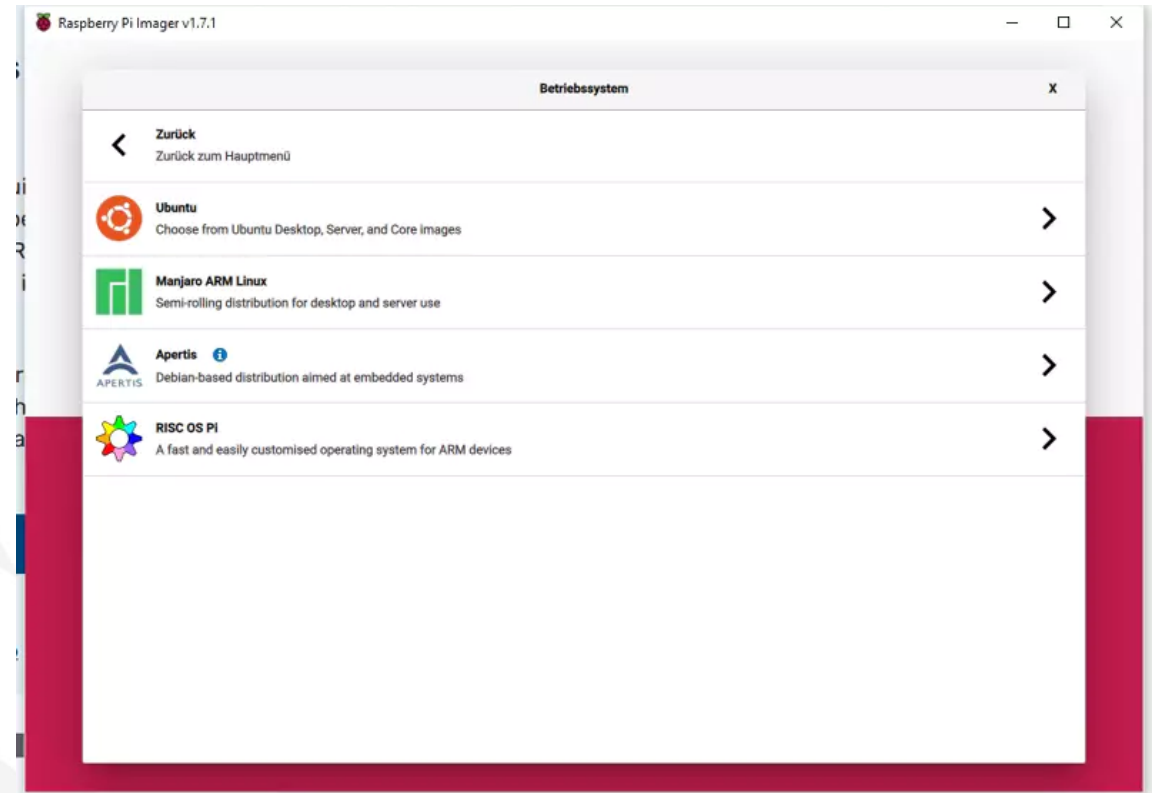 Raspberry Pi Imager v1.7.1
Betriebssystem
X
Zurück
Zurück zum Hauptmenü
Ubuntu
Choose from Ubuntu Desktop, Server, and Core images
Manjaro ARM Linux
Semi-rolling distribution for desktop and server use
Apertis
APERTIS
Debian-based distribution aimed at embedded systems
RISC OS Pi
A fast and easily customised operating system for ARM devices